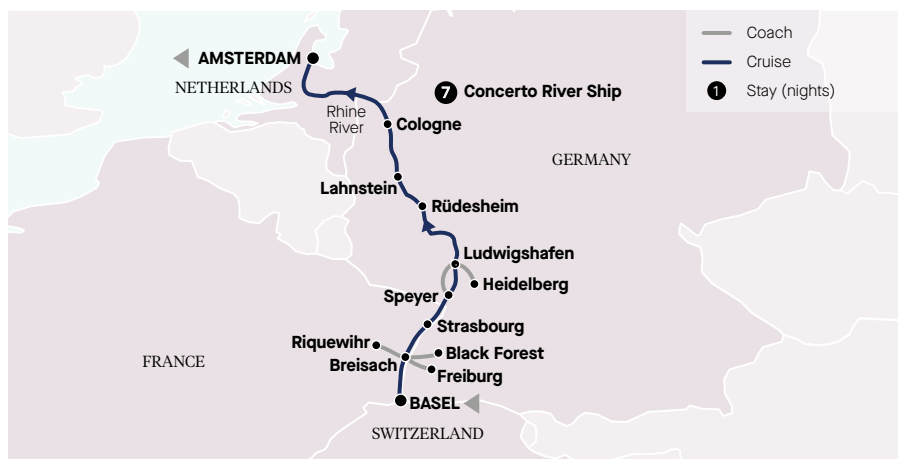 Coach
Cruise
1 Stay (nights)
AMSTERDAM
NETHERLANDS
7 Concerto River Ship
Rhine
River
Cologne
GERMANY
Lahnstein
Rüdesheim
Ludwigshafen
Heidelberg
Speyer
Strasbourg
Riquewihr
Black Forest
FRANCE
Breisach
Freiburg
BASEL
SWITZERLAND